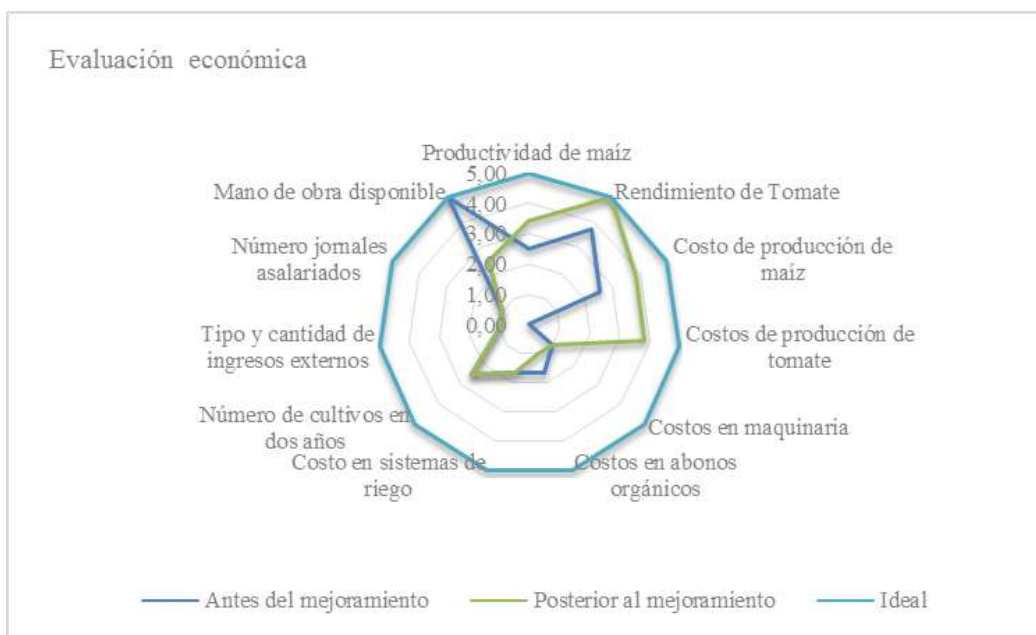 Evaluación económica
Productividad de maíz
5,00
Mano de obra disponible
4,00
Rendimiento de Tomate
3,00
Número jornales
asalariados
Costo de producción de
maíz
2,00
1,00
0,00
Tipo y cantidad de
ingresos externos
Costos de producción de
tomate
Número de cultivos en
dos años
Costos en maquinaria
Costo en sistemas de
riego
Costos en abonos
orgánicos
Antes del mejoramiento
Posterior al mejoramiento
Ideal